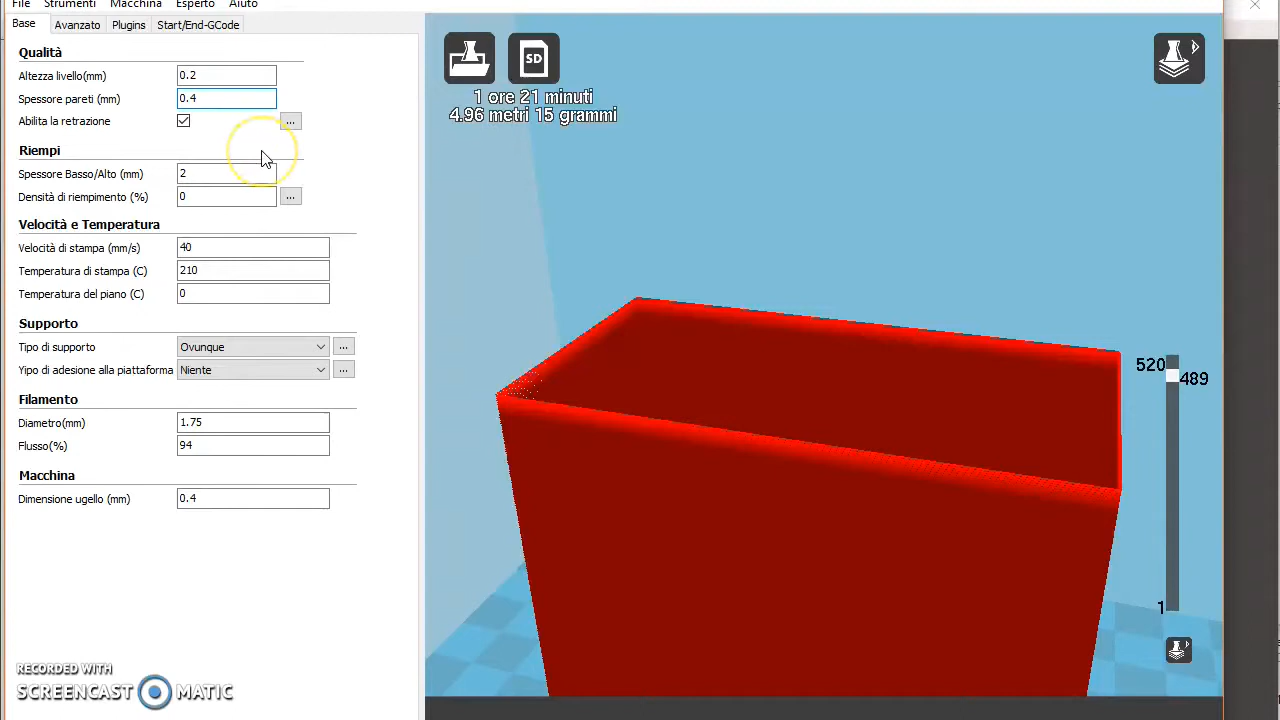 File Strumenti Macchina Esperto Aiuto
Base Avanzato Plugins Start/End-GCode
Qualità
Altezza livello(mm) 0.2
Spessore pareti (mm) 0.4
Abilita la retrazione ...
Riempi
Spessore Basso/Alto (mm) 2
Densità di riempimento (%) 0 ...
Velocità e Temperatura
Velocità di stampa (mm/s) 40
Temperatura di stampa (C) 210
Temperatura del piano (C) 0
Supporto
Tipo di supporto Ovunque ...
Yipo di adesione alla piattaforma Niente ...
Filamento
Diametro(mm) 1.75
Flusso(%) 94
Macchina
Dimensione ugello (mm) 0.4
SD
1 ore 21 minuti
4.96 metri 15 grammi
520
489
1
RECORDED WITH
SCREENCAST MATIC